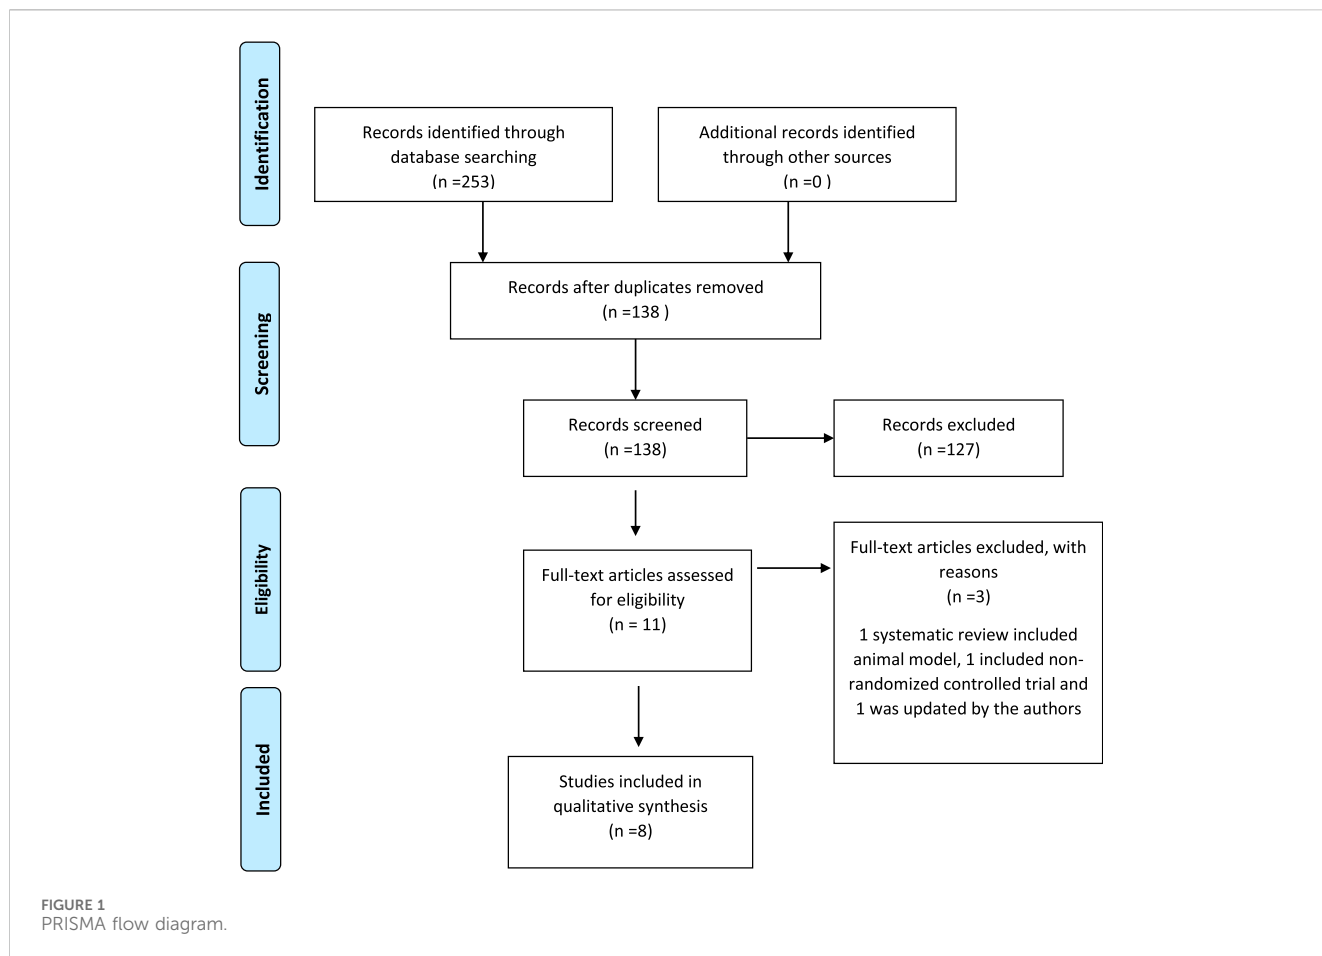 Identification
Records identified through
database searching
(n =253)
Additional records identified
through other sources
(n =0 )
Screening
Records after duplicates removed
(n =138 )
Records screened
(n =138)
Records excluded
(n =127)
Eligibility
Full-text articles assessed
for eligibility
(n = 11)
Full-text articles excluded, with
reasons
(n =3)
1 systematic review included
animal model, 1 included non-
randomized controlled trial and
1 was updated by the authors
Included
Studies included in
qualitative synthesis
(n =8)
FIGURE 1
PRISMA flow diagram.